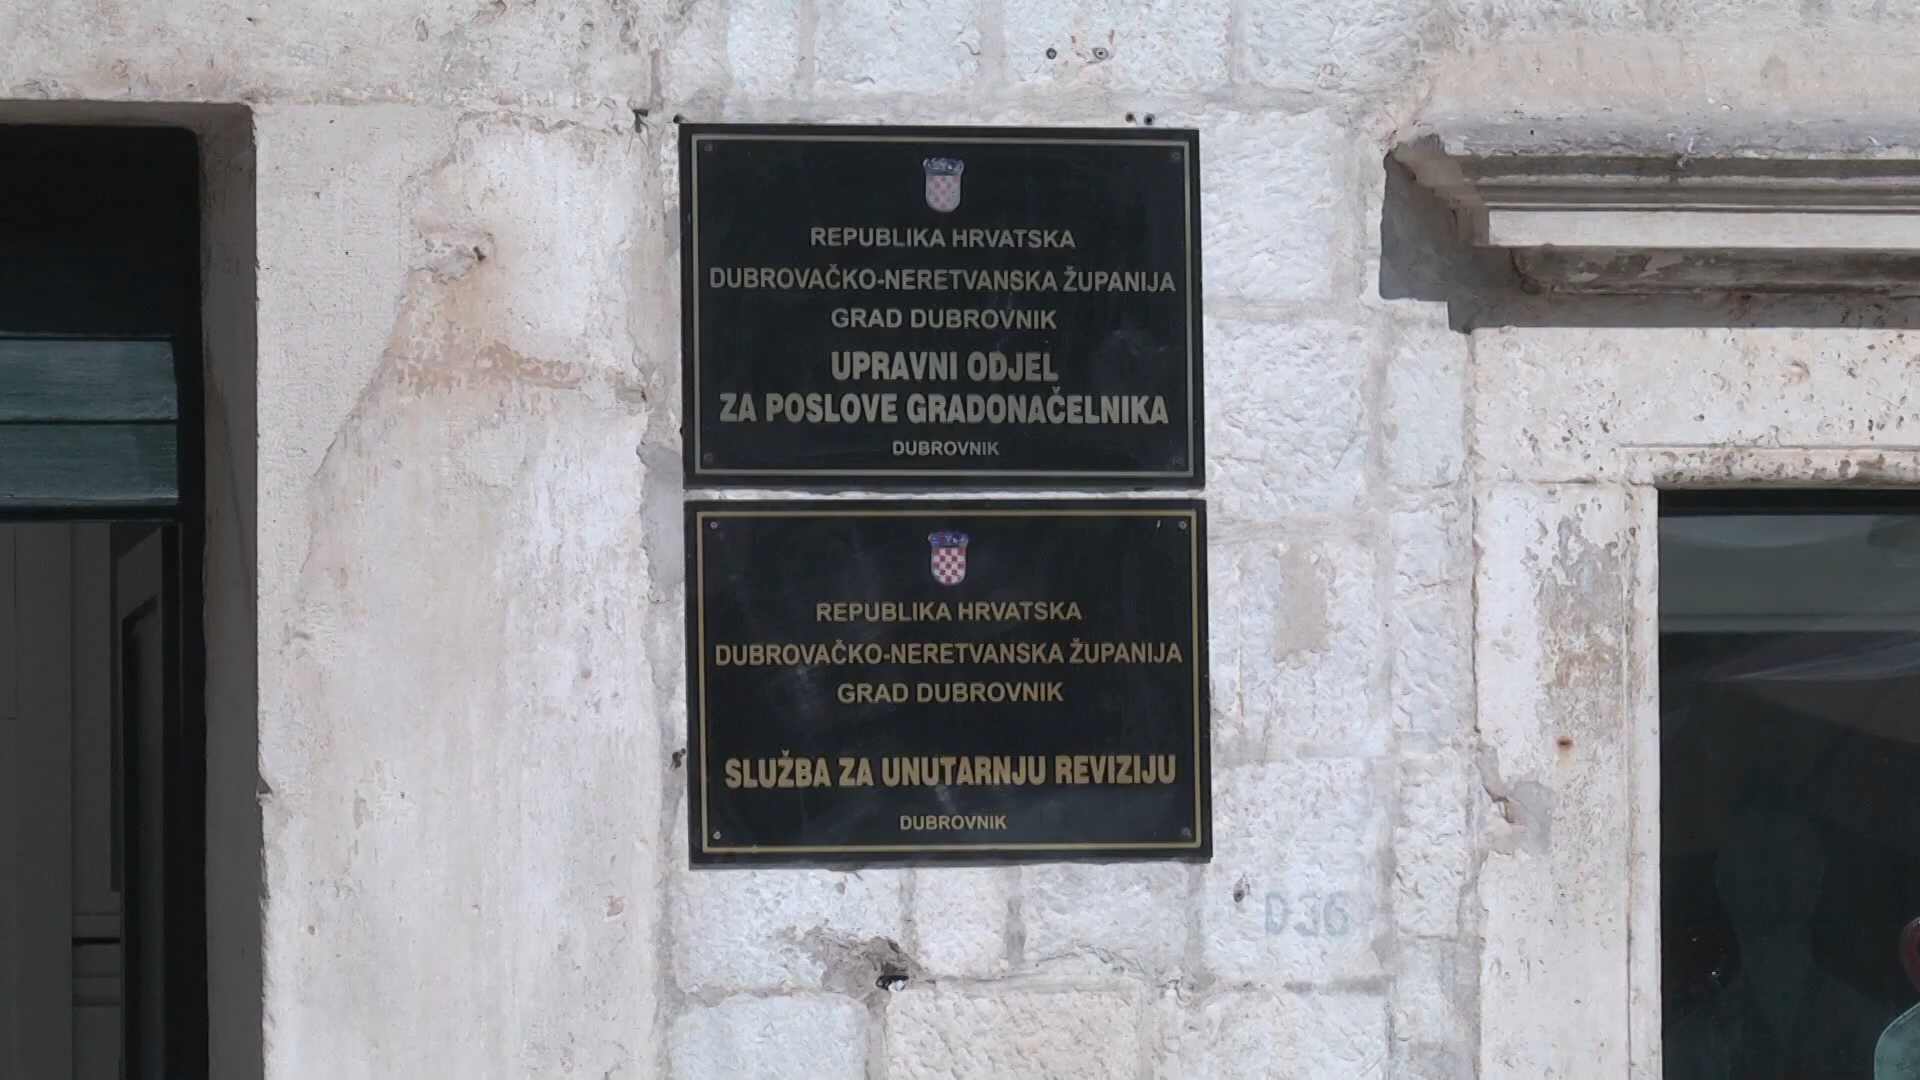 REPUBLIKA HRVATSKA
DUBROVAČKO-NERETVANSKA ŽUPANIJA
GRAD DUBROVNIK
UPRAVNI ODJEL
ZA POSLOVE GRADONAČELNIKA
DUBROVNIK
REPUBLIKA HRVATSKA
DUBROVAČKO-NERETVANSKA ŽUPANIJA
GRAD DUBROVNIK
SLUŽBA ZA UNUTARNJU REVIZIJU
DUBROVNIK
D36